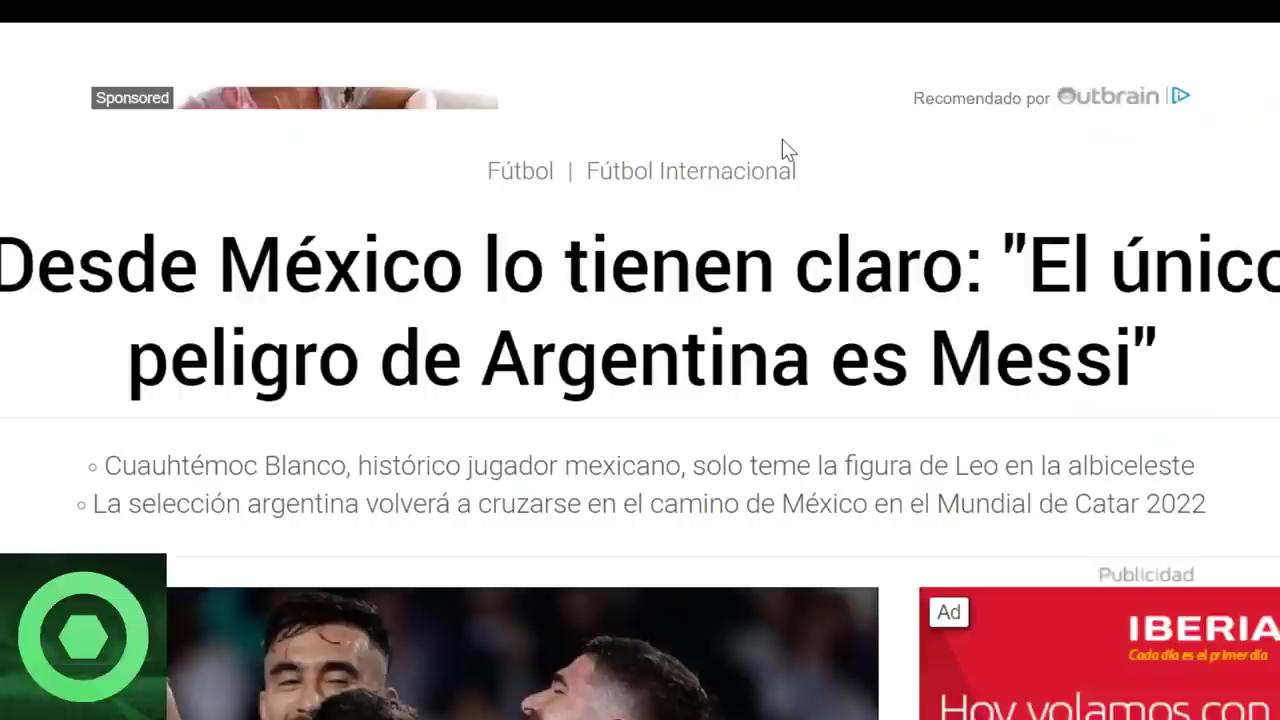 Sponsored
Recomendado por Outbrain
Fútbol | Fútbol Internacional
Desde México lo tienen claro: "El único
peligro de Argentina es Messi"
Cuauhtémoc Blanco, histórico jugador mexicano, solo teme la figura de Leo en la albiceleste
La selección argentina volverá a cruzarse en el camino de México en el Mundial de Catar 2022
Publicidad
Ad
IBERIA
Cada día es el primer día
Hoy volamos con